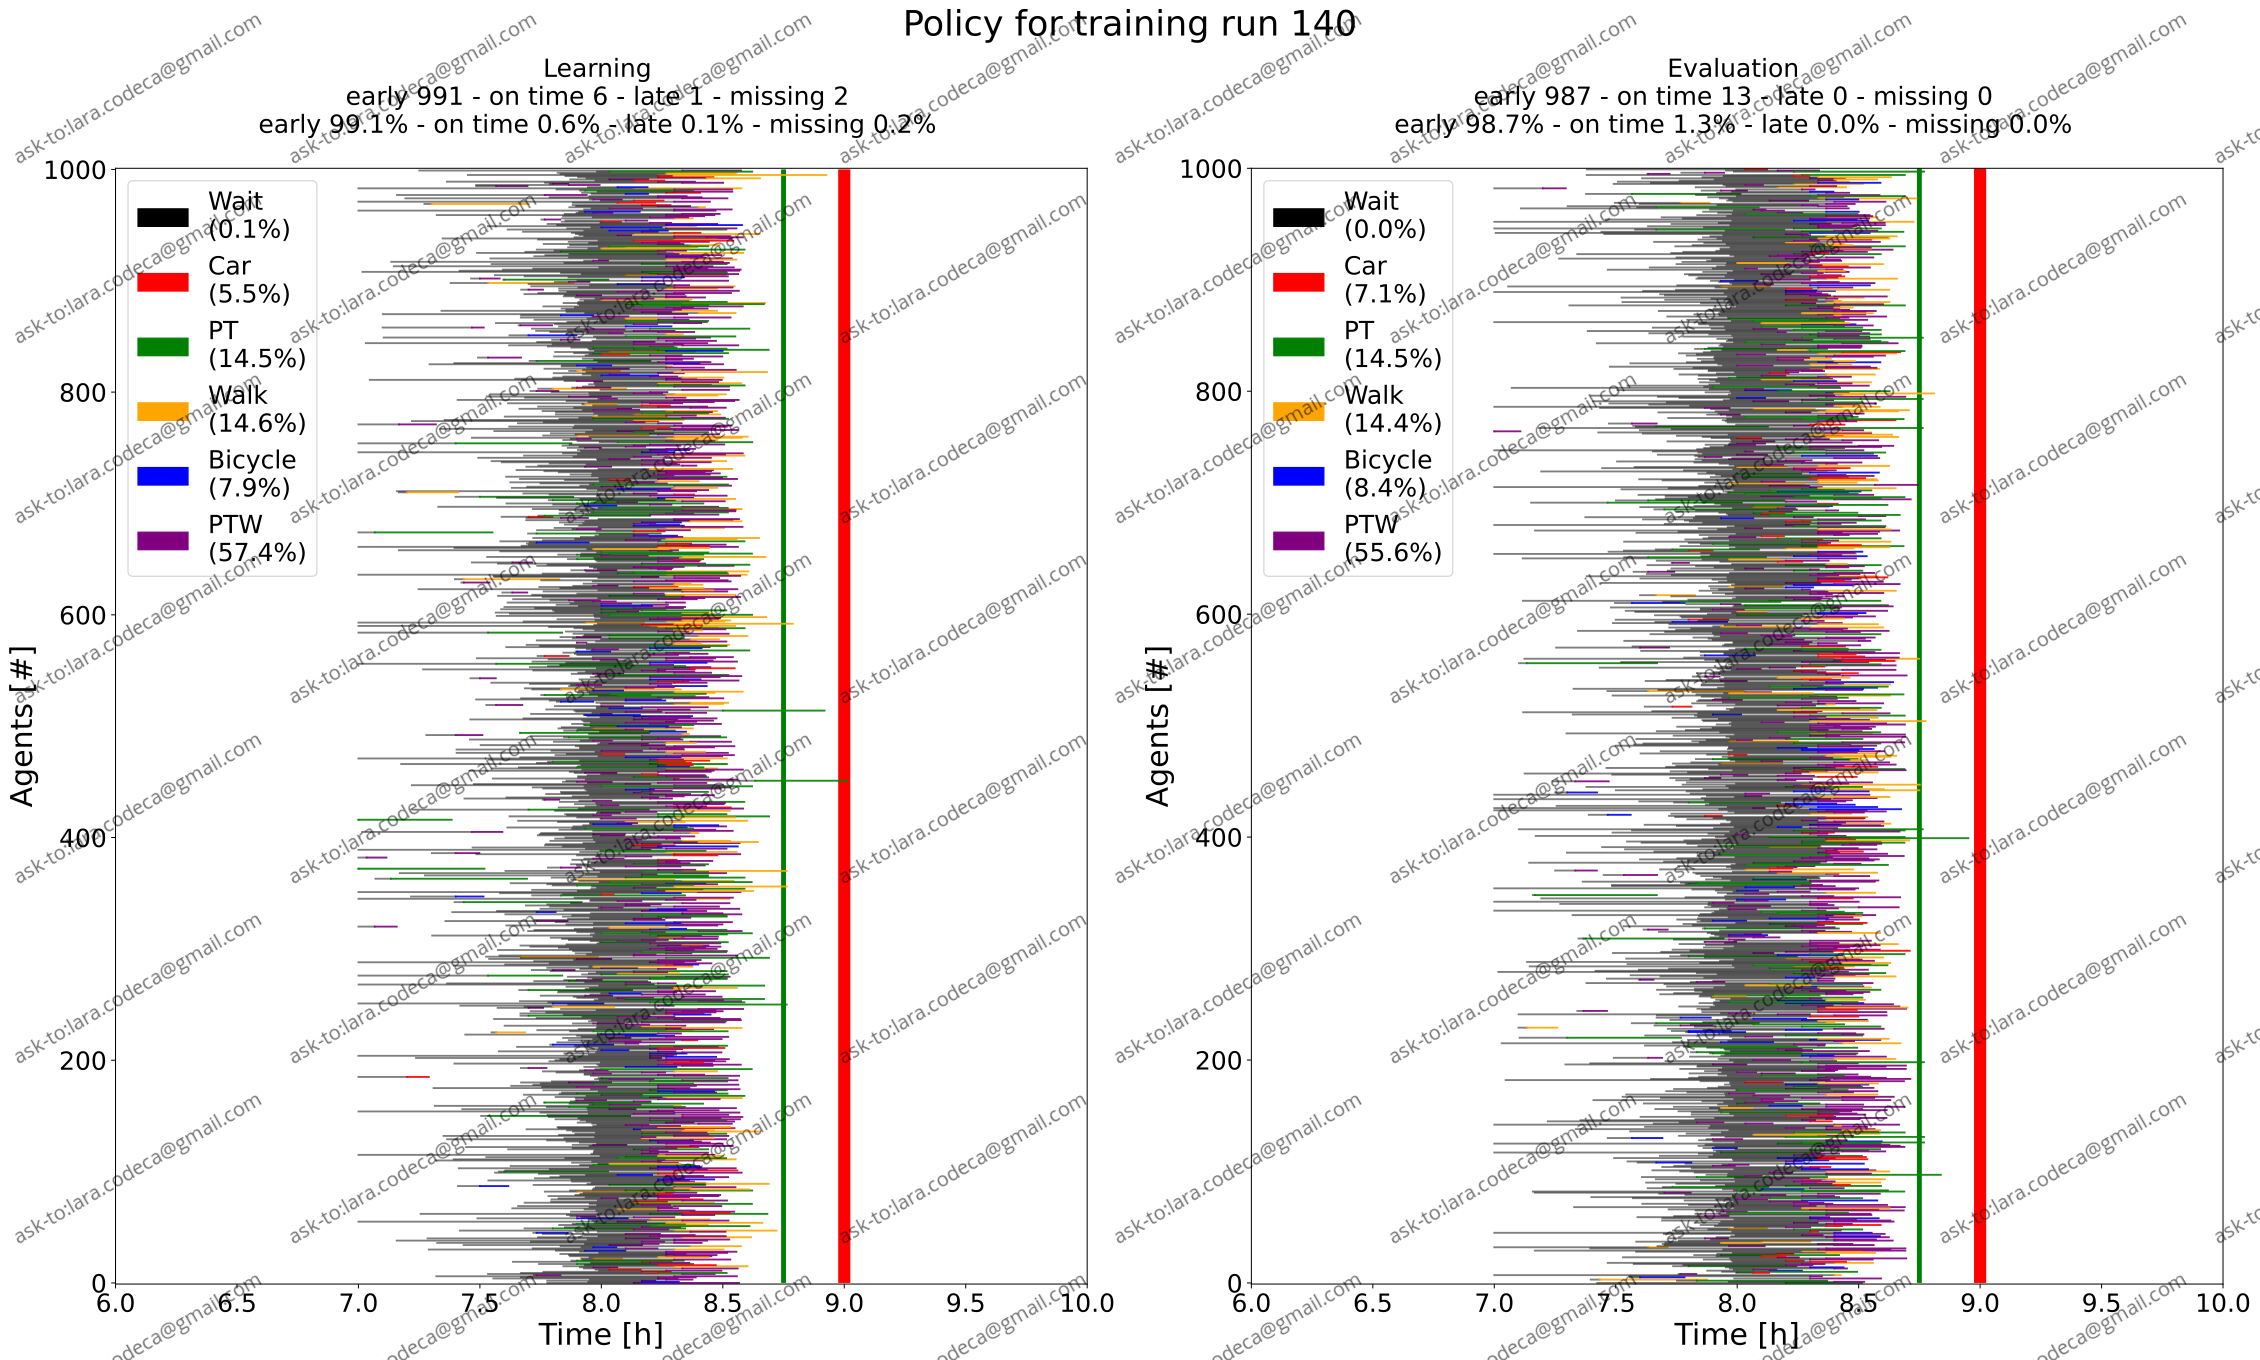 Policy for training run 140
Learning
early 991 - on time 6 - late 1 - missing 2
early 99.1% - on time 0.6% - late 0.1% - missing 0.2%
1000
800
600
400
200
0
Agents [#]
Wait
(0.1%)
Car
(5.5%)
PT
(14.5%)
Walk
(14.6%)
Bicycle
(7.9%)
PTW
(57.4%)
6.0 6.5 7.0 7.5 8.0 8.5 9.0 9.5 10.0
Time [h]
Evaluation
early 987 - on time 13 - late 0 - missing 0
early 98.7% - on time 1.3% - late 0.0% - missing 0.0%
1000
800
600
400
200
0
Agents [#]
Wait
(0.0%)
Car
(7.1%)
PT
(14.5%)
Walk
(14.4%)
Bicycle
(8.4%)
PTW
(55.6%)
6.0 6.5 7.0 7.5 8.0 8.5 9.0 9.5 10.0
Time [h]
ask-to:lara.codeca@gmail.com